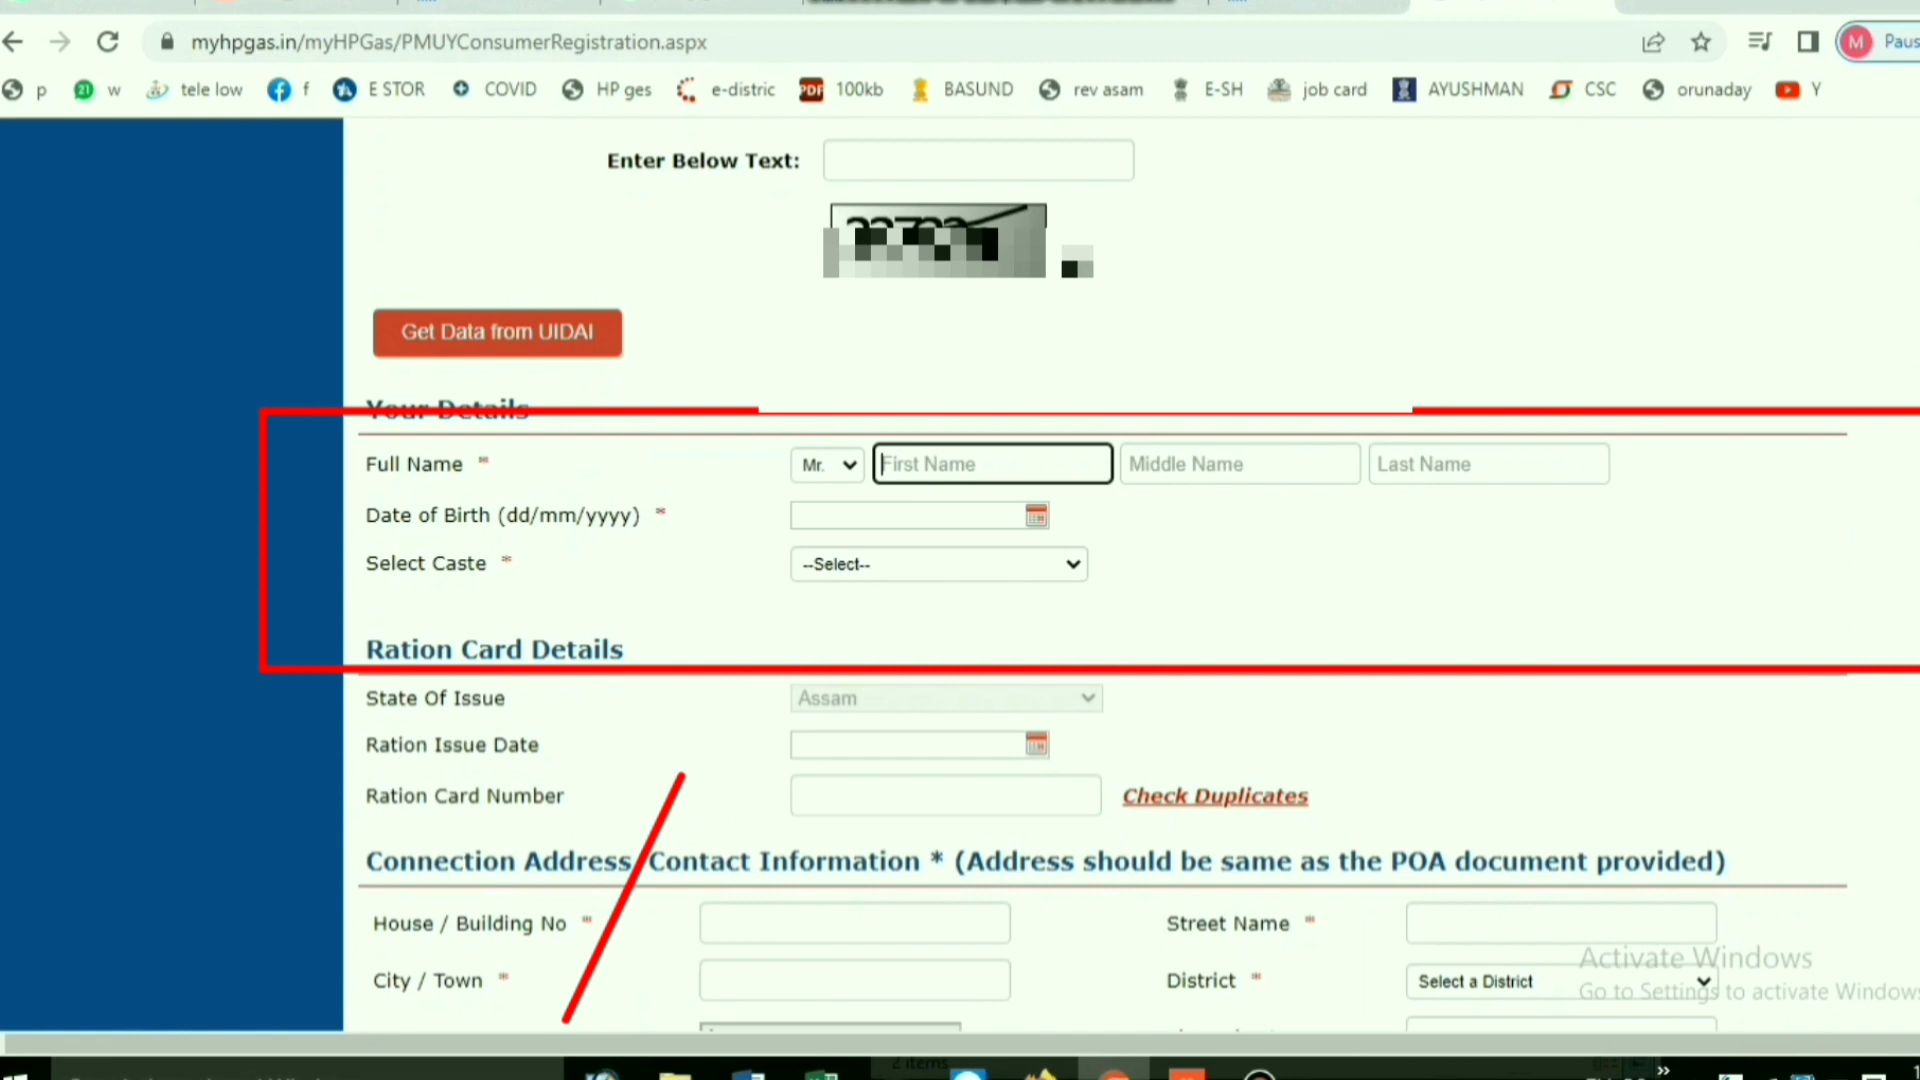 myhpgas.in/myHPGas/PMUYConsumerRegistration.aspx
M Paus
p 21 w tele low f E STOR COVID HP ges e-distric PDF 100kb BASUND rev asam E-SH job card AYUSHMAN CSC orunaday Y
Enter Below Text:
Get Data from UIDAI
Your Details
Full Name * Mr. First Name Middle Name Last Name
Date of Birth (dd/mm/yyyy) *
Select Caste * --Select--
Ration Card Details
State Of Issue Assam
Ration Issue Date
Ration Card Number Check Duplicates
Connection Address/ Contact Information * (Address should be same as the POA document provided)
House / Building No * Street Name *
Activate Windows
City / Town * District * Select a District
Go to Settings to activate Windows
2 items